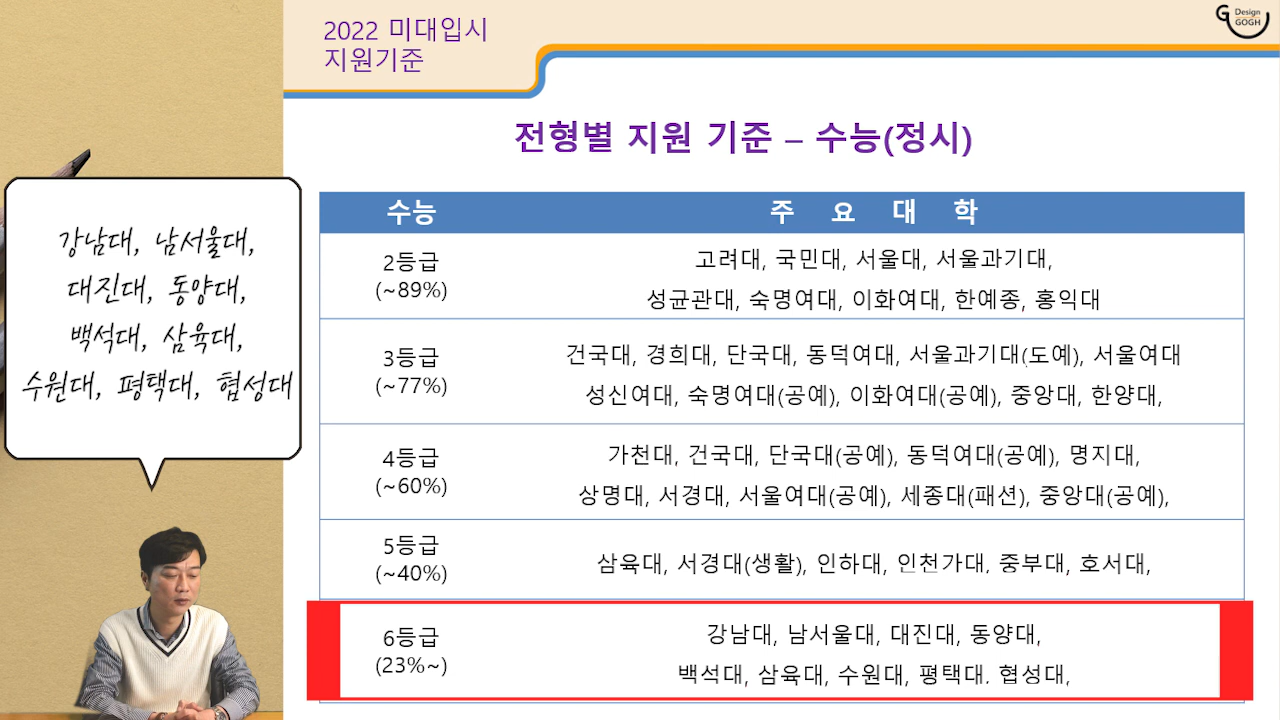 2022 미대입시
지원기준
Design
GOGH
전형별 지원 기준 – 수능(정시)
강남대, 남서울대,
대진대, 동양대,
백석대, 삼육대,
수원대, 평택대, 협성대
수능
주 요 대 학
2등급
(~89%)
고려대, 국민대, 서울대, 서울과기대,
성균관대, 숙명여대, 이화여대, 한예종, 홍익대
3등급
(~77%)
건국대, 경희대, 단국대, 동덕여대, 서울과기대(도예), 서울여대
성신여대, 숙명여대(공예), 이화여대(공예), 중앙대, 한양대,
4등급
(~60%)
가천대, 건국대, 단국대(공예), 동덕여대(공예), 명지대,
상명대, 서경대, 서울여대(공예), 세종대(패션), 중앙대(공예),
5등급
(~40%)
삼육대, 서경대(생활), 인하대, 인천가대. 중부대, 호서대,
6등급
(23%~)
강남대, 남서울대, 대진대, 동양대,
백석대, 삼육대, 수원대, 평택대. 협성대,